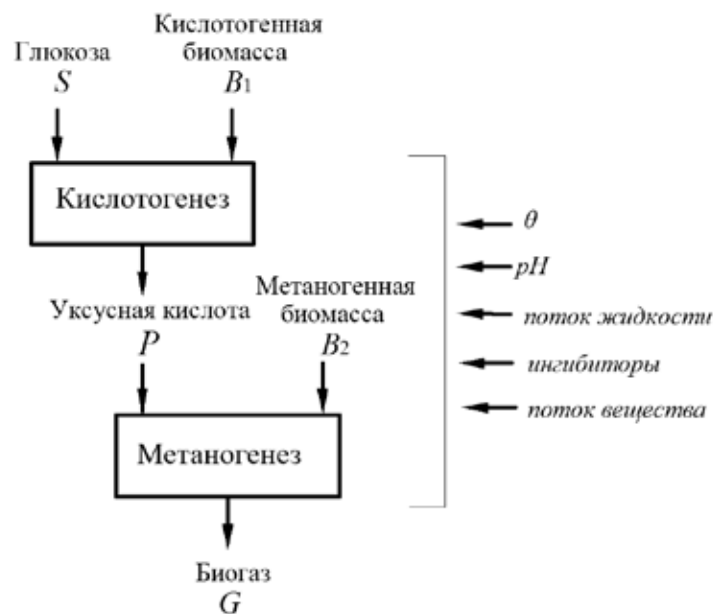 Глюкоза
S
Кислотогенная
биомасса
B1
Кислотогенез
Уксусная кислота
P
Метаногенная
биомасса
B2
Метаногенез
Биогаз
G
θ
pH
поток жидкости
ингибиторы
поток вещества